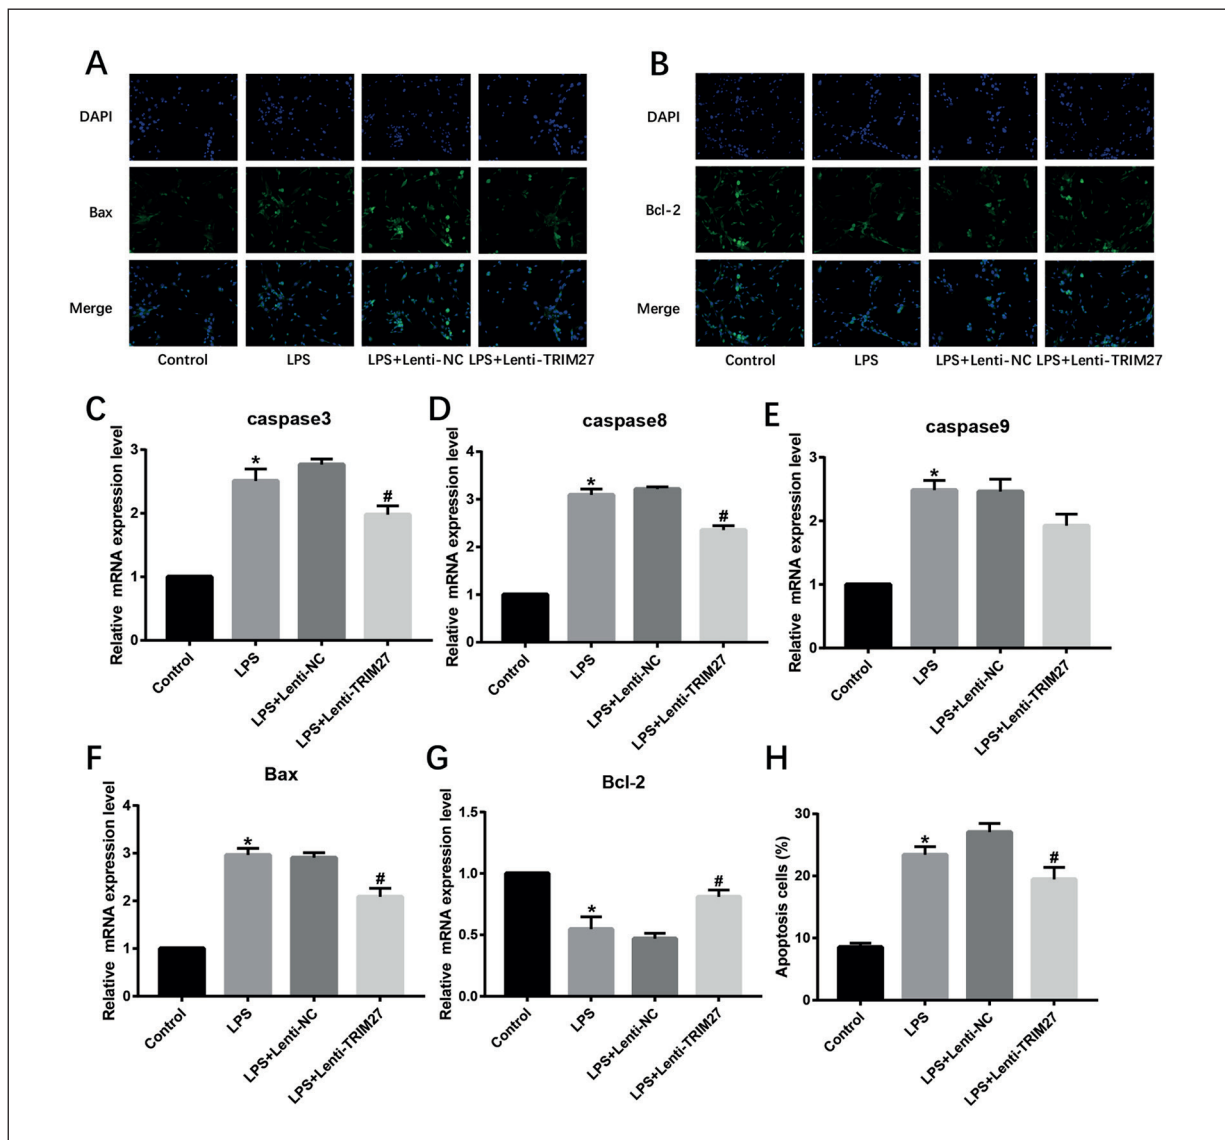 A
DAPI
Bax
Merge
Control LPS LPS+Lenti-NC LPS+Lenti-TRIM27
B
DAPI
Bcl-2
Merge
Control LPS LPS+Lenti-NC LPS+Lenti-TRIM27
C
caspase3
Relative mRNA expression level
3
2
1
0
*
#
Control LPS LPS+Lenti-NC LPS+Lenti-TRIM27
D
caspase8
Relative mRNA expression level
4
3
2
1
0
*
#
Control LPS LPS+Lenti-NC LPS+Lenti-TRIM27
E
caspase9
Relative mRNA expression level
3
2
1
0
*
Control LPS LPS+Lenti-NC LPS+Lenti-TRIM27
F
Bax
Relative mRNA expression level
4
3
2
1
0
*
#
Control LPS LPS+Lenti-NC LPS+Lenti-TRIM27
G
Bcl-2
Relative mRNA expression level
1.5
1.0
0.5
0.0
*
#
Control LPS LPS+Lenti-NC LPS+Lenti-TRIM27
H
Apoptosis cells (%)
30
20
10
0
*
#
Control LPS LPS+Lenti-NC LPS+Lenti-TRIM27